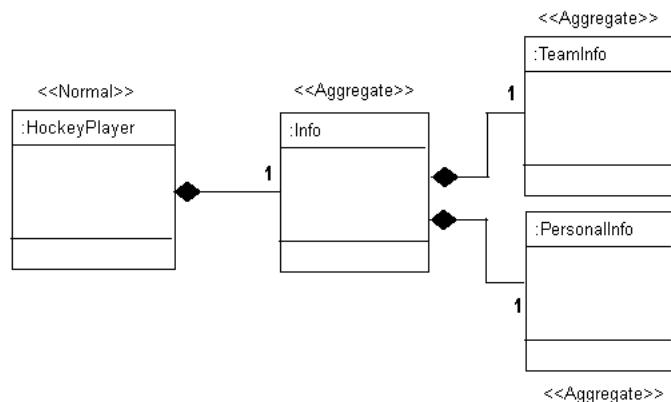 <<Normal>>
:HockeyPlayer
1
<<Aggregate>>
:Info
<<Aggregate>>
:TeamInfo
1
:PersonalInfo
1
<<Aggregate>>